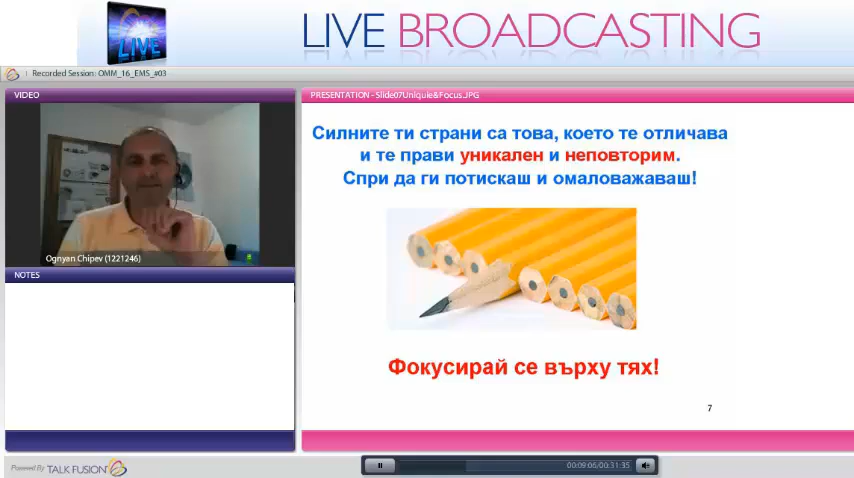 LIVE
LIVE BROADCASTING
Recorded Session: OMM_16_EMS_#03
VIDEO
Ognyan Chipev (1221246)
NOTES
PRESENTATION - Slide07Uniquie&Focus.JPG
Силните ти страни са това, което те отличава
и те прави уникален и неповторим.
Спри да ги потискаш и омаловажаваш!
Фокусирай се върху тях!
7
Powered By TALK FUSION
00:09:06/00:31:35